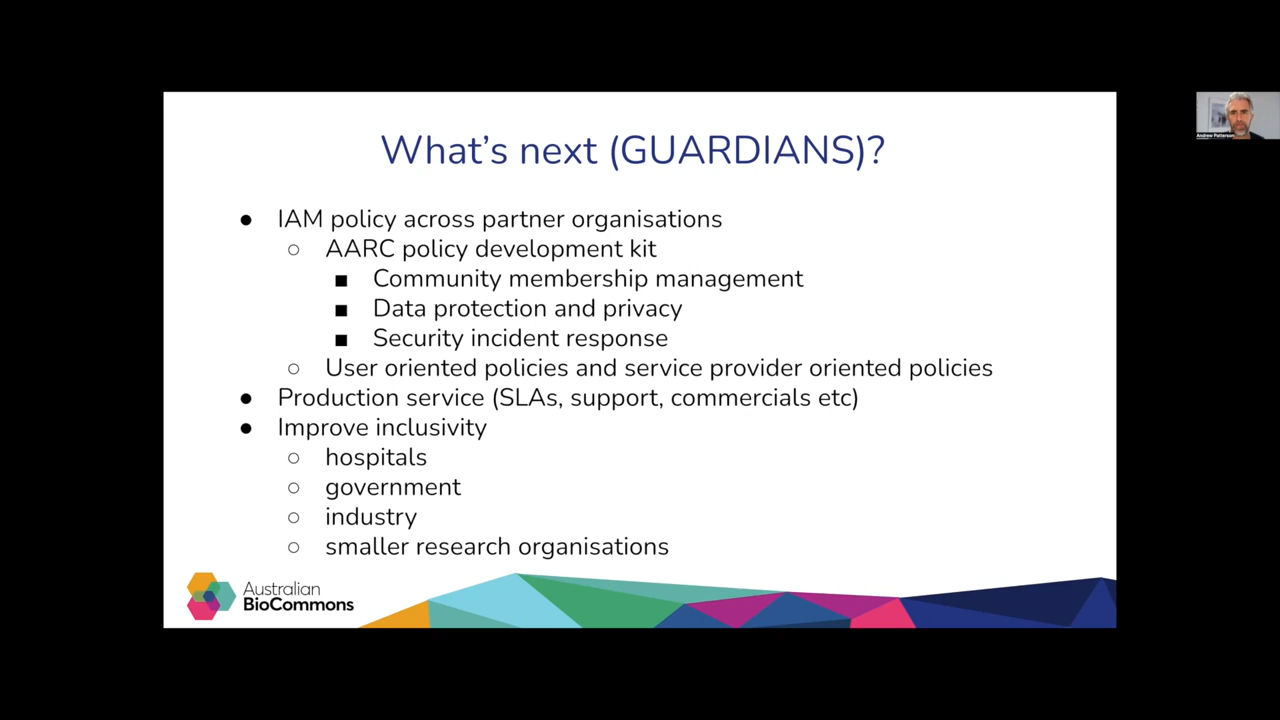 What's next (GUARDIANS)?
● IAM policy across partner organisations
○ AARC policy development kit
■ Community membership management
■ Data protection and privacy
■ Security incident response
○ User oriented policies and service provider oriented policies
● Production service (SLAs, support, commercials etc)
● Improve inclusivity
○ hospitals
○ government
○ industry
○ smaller research organisations
Australian
BioCommons
Andrew Patterson